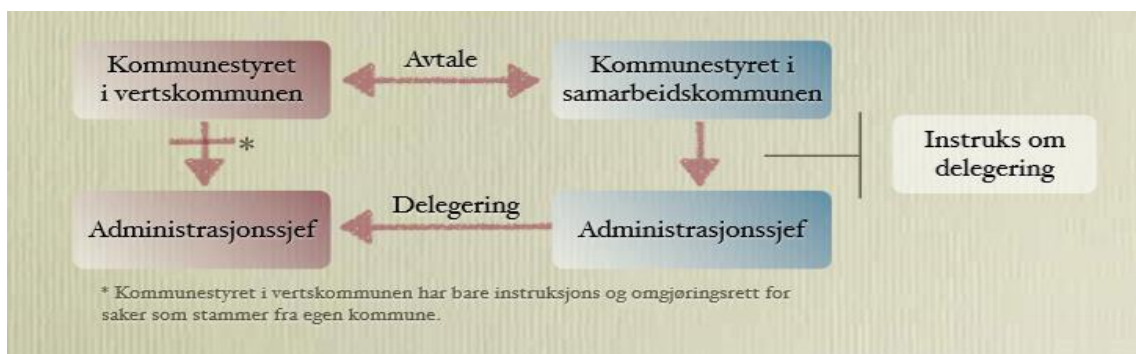 Kommunestyret
i vertskommunen
Avtale
Kommunestyret i
samarbeidskommunen
*
Instruks om
delegering
Administrasjonssjef
Delegering
Administrasjonssjef
* Kommunestyret i vertskommunen har bare instruksjons og omgjøringsrett for
saker som stammer fra egen kommune.